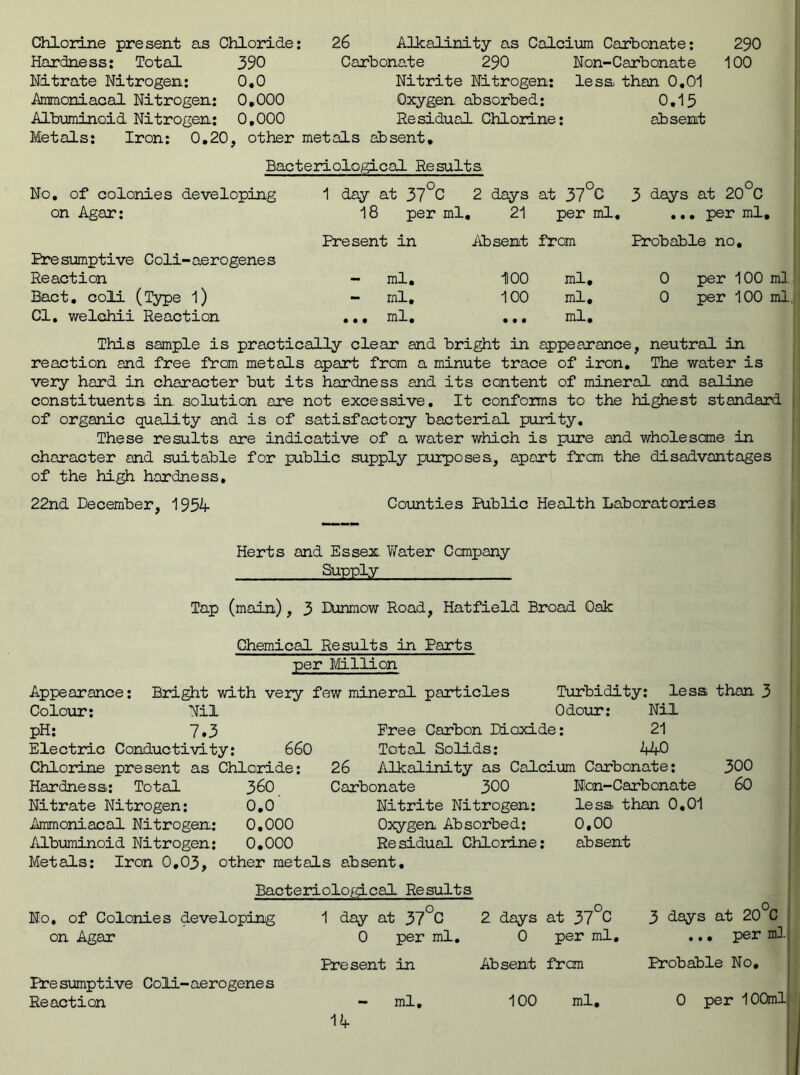 Chlorine present as Chloride: 26 Alkalinity as Calcium Carbonate: 290
Hardness: Total 390 Carbonate 290 Non-Carbonate 100
Nitrate Nitrogen: 0.0 Nitrite Nitrogen: less than 0.01
Ammoniacal Nitrogen: 0.000 Oxygen absorbed: 0.15
Albuminoid Nitrogen: 0.000 Residual Chlorine: absent
Metals: Iron: 0.20, other metals absent.
Bacteriological Results
No. of colonies developing 1 day at 37°C 2 days at 37°C 3 days at 20°C
on Agar: 18 per ml. 21 per ml. ... per ml.
Present in Absent from Probable no.
Presumptive Coli-aerogenes
Reaction - ml. 100 ml. 0 per 100 ml.
Bact. coli (Type 1) - ml. 100 ml. 0 per 100 ml.
Cl. welchii Reaction ... ml. ... ml.
This sample is practically clear and bright in appearance, neutral in
reaction and free from metals apart from a minute trace of iron. The water is
very hard in character but its hardness and its content of mineral and saline
constituents in solution are not excessive. It conforms to the highest standard
of organic quality and is of satisfactory bacterial purity.
These results are indicative of a water which is pure and wholesome in
character and suitable for public supply purposes, apart from the disadvantages
of the high hardness.
22nd December, 1954 Counties Public Health Laboratories
Herts and Essex Water Company
Supply
Tap (main), 3 Dunmow Road, Hatfield Broad Oak
Chemical Results in Parts
per Million
Appearance: Bright with very few mineral particles Turbidity: less than 3
Colour: Nil Odour: Nil
pH: 7.3 Free Carbon Dioxide: 21
Electric Conductivity: 660 Total Solids: 440
Chlorine present as Chloride: 26 Alkalinity as Calcium Carbonate: 300
Hardness: Total 360 Carbonate 300 Non-Carbonate 60
Nitrate Nitrogen: 0.0 Nitrite Nitrogen: less than 0.01
Ammoniacal Nitrogen: 0.000 Oxygen Absorbed: 0.00
Albuminoid Nitrogen: 0.000 Residual Chlorine: absent
Metals: Iron 0.03, other metals absent.
Bacteriological Results
No. of Colonies developing 1 day at 37°C 2 days at 37°C 3 days at 20°C
on Agar 0 per ml. 0 per ml. ... per ml.
Present in Absent from Probable No.
Presumptive Coli-aerogenes
Reaction - ml. 100 ml. 0 per 100ml
14